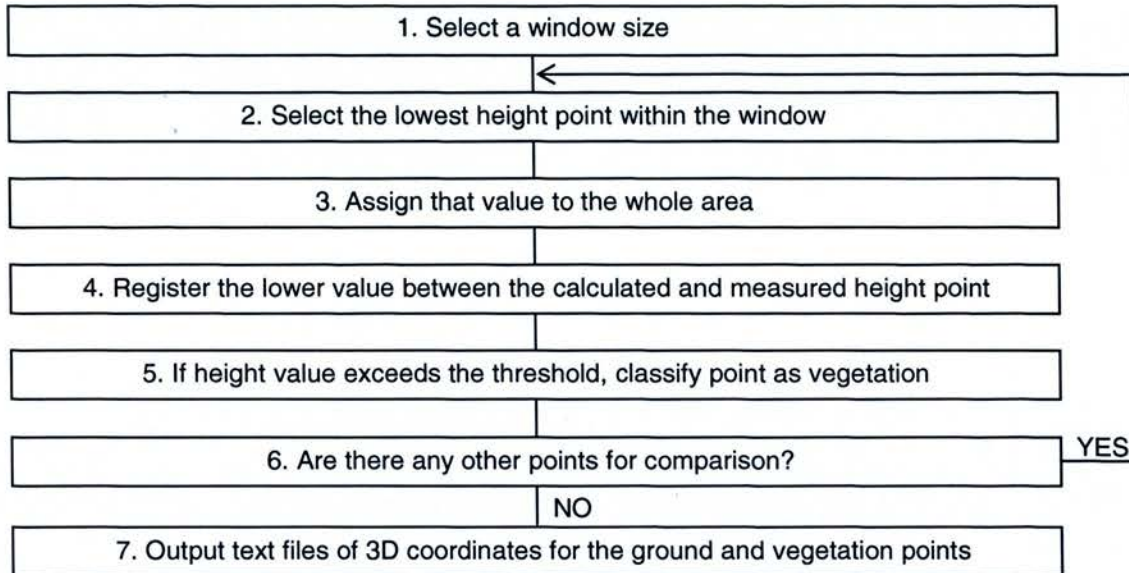 1. Select a window size
2. Select the lowest height point within the window
3. Assign that value to the whole area
4. Register the lower value between the calculated and measured height point
5. If height value exceeds the threshold, classify point as vegetation
6. Are there any other points for comparison?
YES
NO
7. Output text files of 3D coordinates for the ground and vegetation points